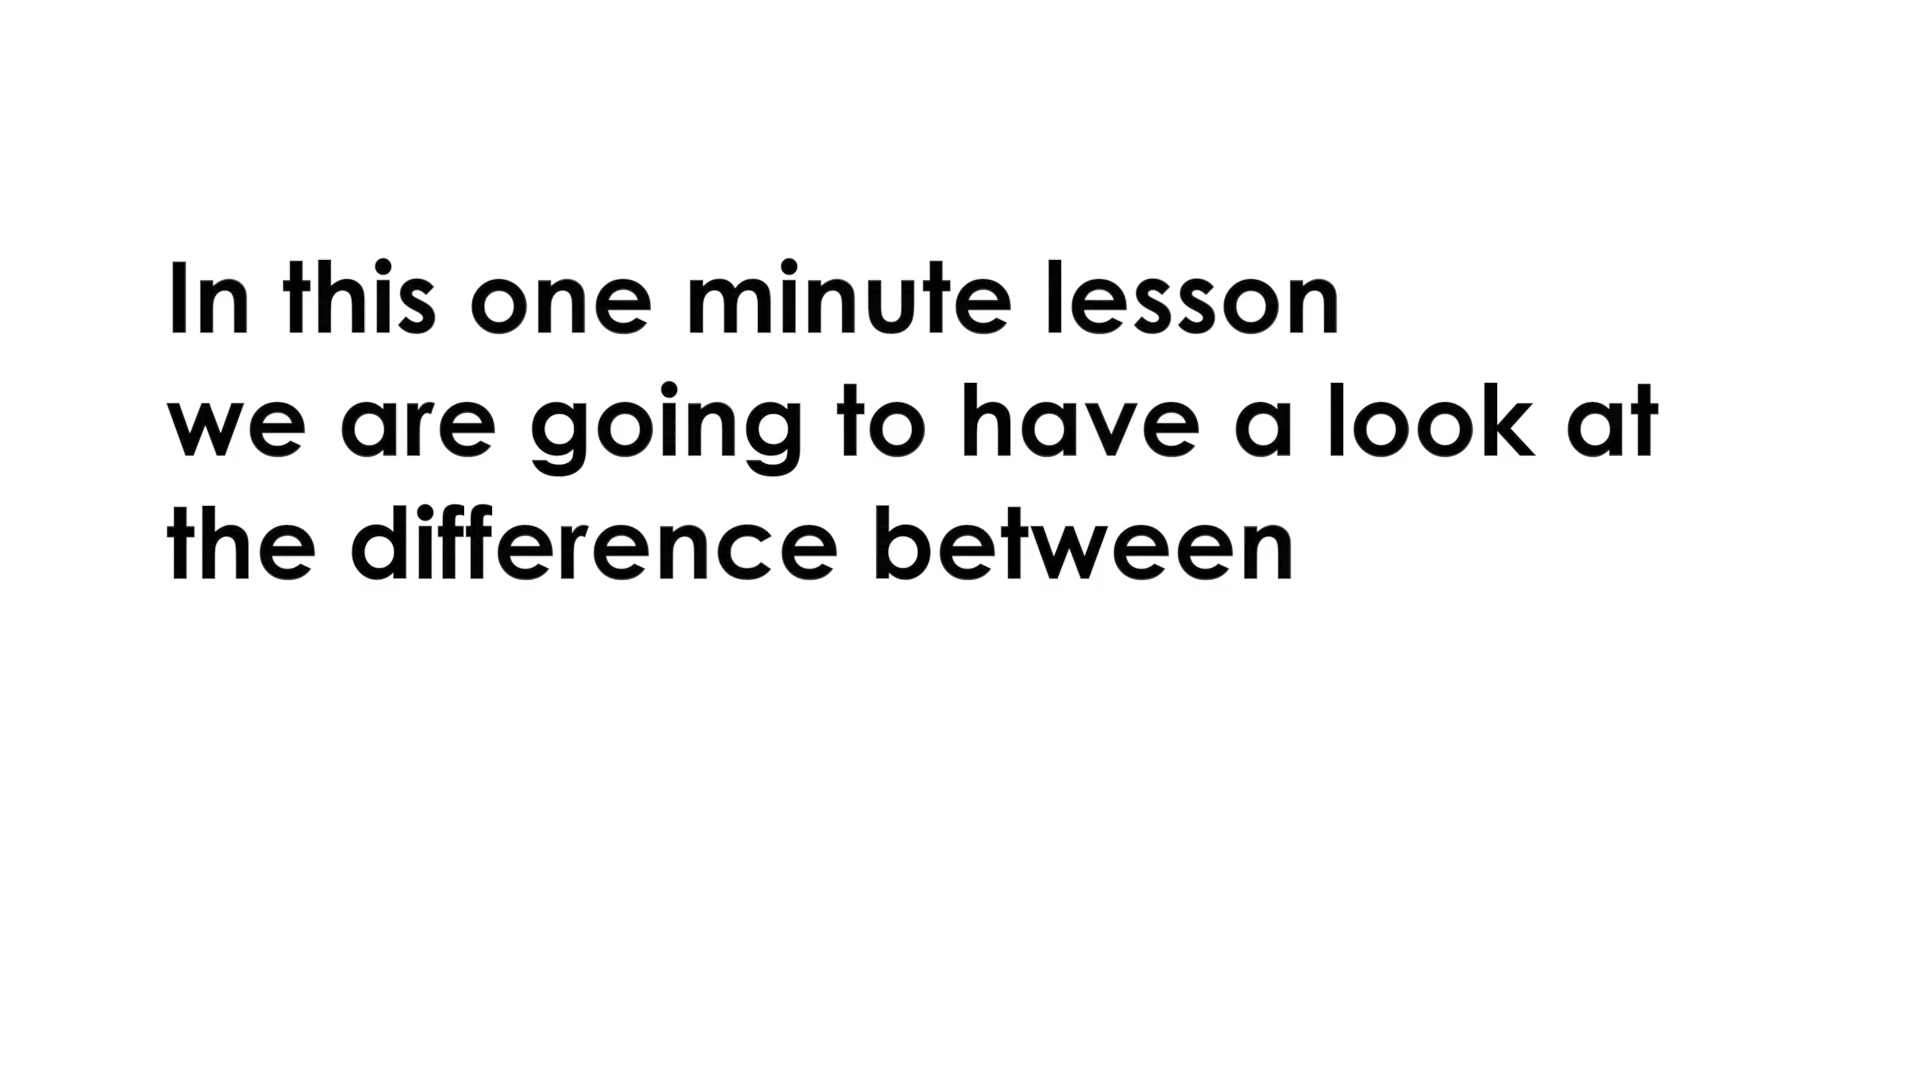 In this one minute lesson
we are going to have a look at
the difference between